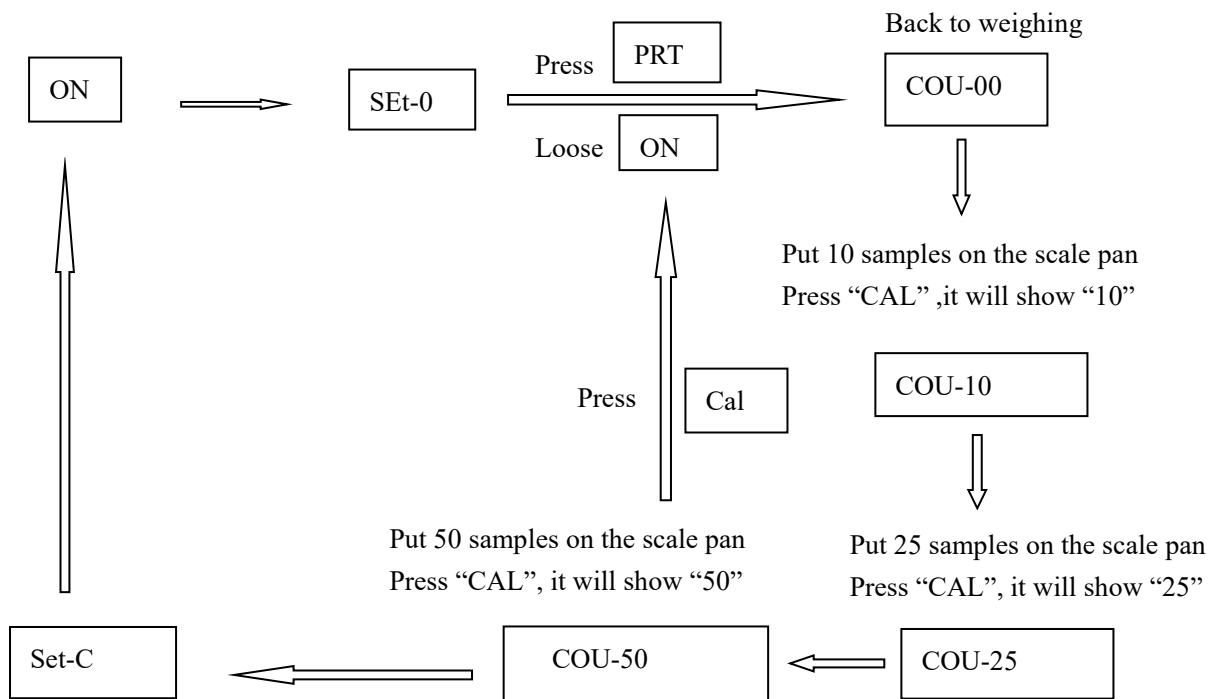 Back to weighing
ON
SEt-0
Press PRT
COU-00
Loose ON
Put 10 samples on the scale pan
Press “CAL” ,it will show “10”
Press Cal
COU-10
Put 50 samples on the scale pan
Press “CAL”, it will show “50”
Put 25 samples on the scale pan
Press “CAL”, it will show “25”
Set-C
COU-50
COU-25